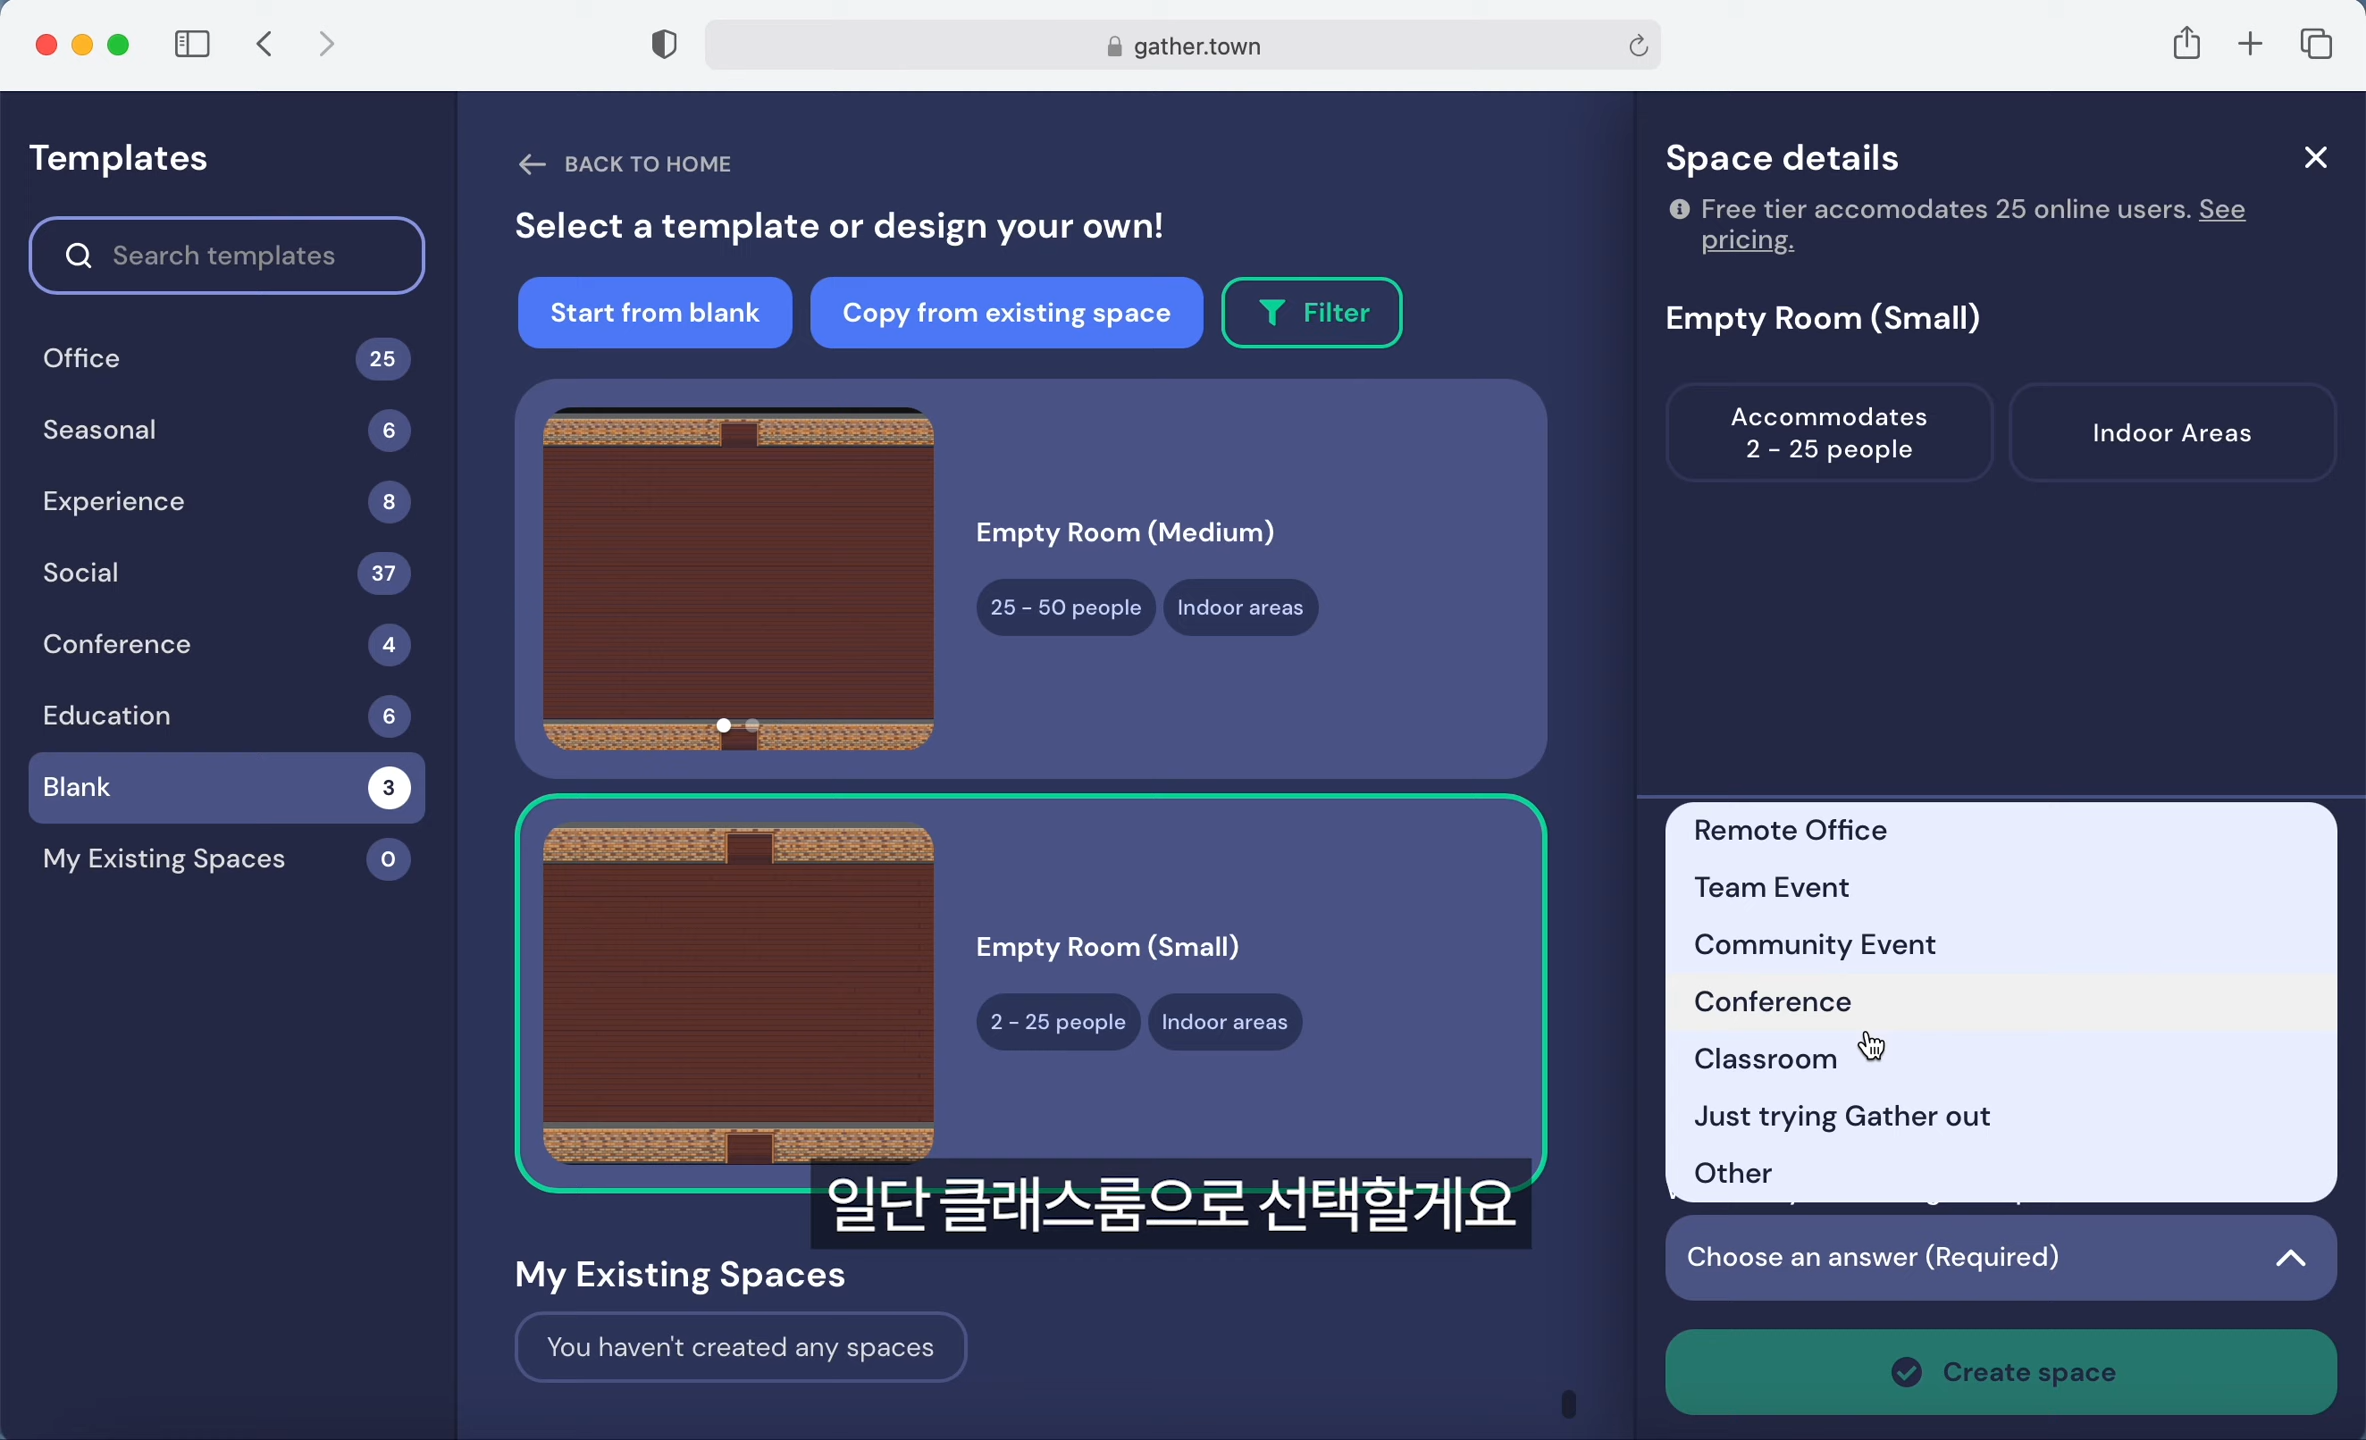 gather.town
Templates
Search templates
Office 25
Seasonal 6
Experience 8
Social 37
Conference 4
Education 6
Blank 3
My Existing Spaces 0
BACK TO HOME
Select a template or design your own!
Start from blank
Copy from existing space
Filter
Empty Room (Medium)
25 - 50 people
Indoor areas
Empty Room (Small)
2 - 25 people
Indoor areas
일단 클래스룸으로 선택할게요
My Existing Spaces
You haven't created any spaces
Space details
Free tier accomodates 25 online users. See
pricing.
Empty Room (Small)
Accommodates
2 - 25 people
Indoor Areas
Remote Office
Team Event
Community Event
Conference
Classroom
Just trying Gather out
Other
Choose an answer (Required)
Create space